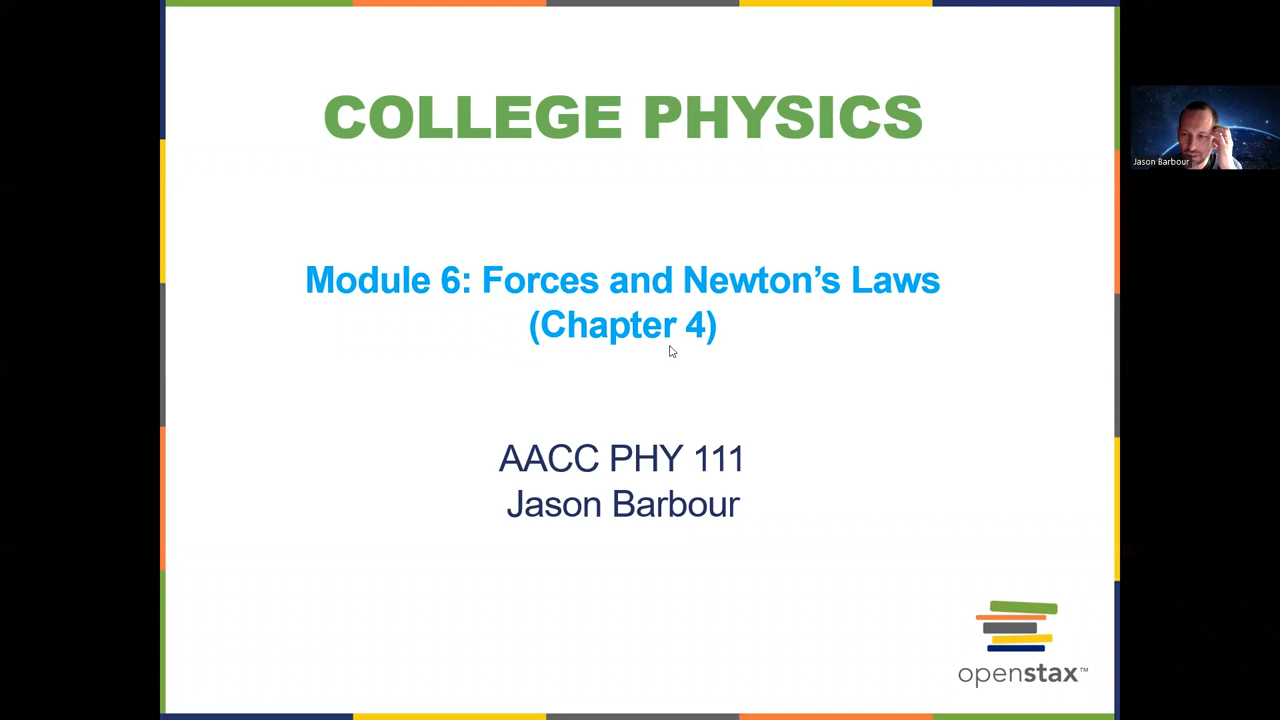 COLLEGE PHYSICS
Module 6: Forces and Newton’s Laws
(Chapter 4)
AACC PHY 111
Jason Barbour
openstax™
Jason Barbour